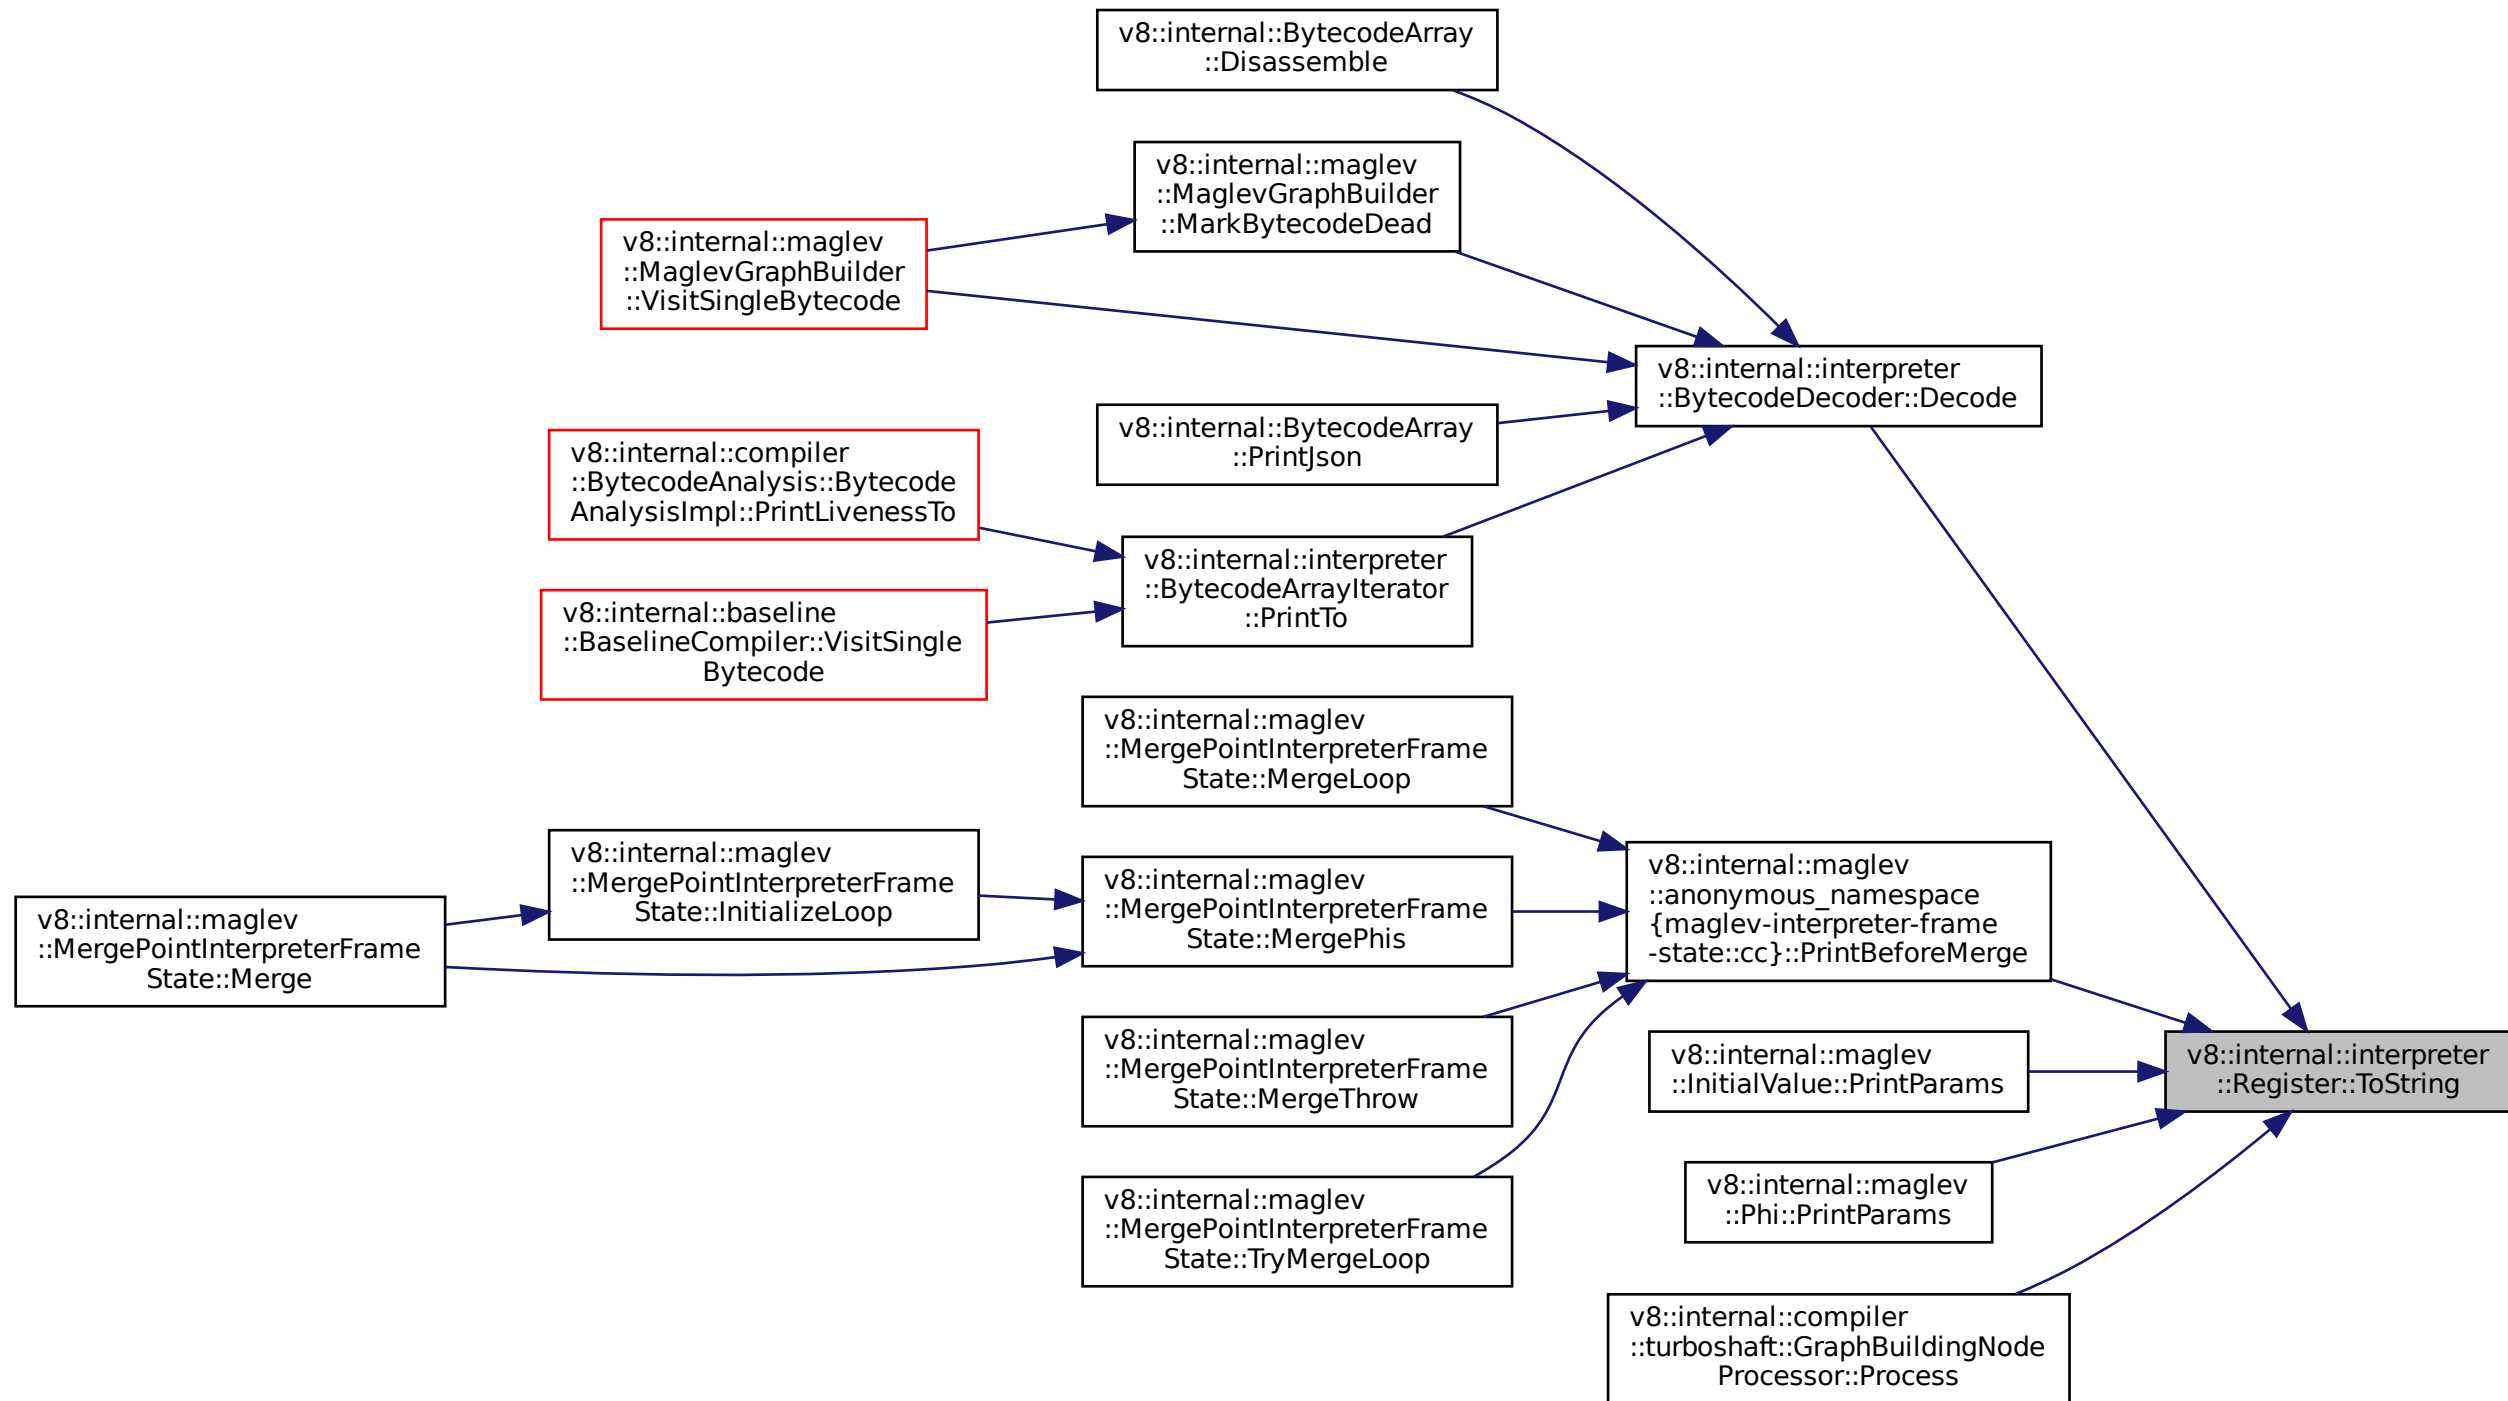 v8::internal::BytecodeArray
::Disassemble
v8::internal::maglev
::MaglevGraphBuilder
::MarkBytecodeDead
v8::internal::maglev
::MaglevGraphBuilder
::VisitSingleBytecode
v8::internal::interpreter
::BytecodeDecoder::Decode
v8::internal::BytecodeArray
::PrintJson
v8::internal::compiler
::BytecodeAnalysis::Bytecode
AnalysisImpl::PrintLivenessTo
v8::internal::interpreter
::BytecodeArrayIterator
::PrintTo
v8::internal::baseline
::BaselineCompiler::VisitSingle
Bytecode
v8::internal::maglev
::MergePointInterpreterFrame
State::MergeLoop
v8::internal::maglev
::MergePointInterpreterFrame
State::InitializeLoop
v8::internal::maglev
::MergePointInterpreterFrame
State::MergePhis
v8::internal::maglev
::anonymous_namespace
{maglev-interpreter-frame
-state::cc}::PrintBeforeMerge
v8::internal::maglev
::MergePointInterpreterFrame
State::Merge
v8::internal::maglev
::MergePointInterpreterFrame
State::MergeThrow
v8::internal::maglev
::InitialValue::PrintParams
v8::internal::interpreter
::Register::ToString
v8::internal::maglev
::Phi::PrintParams
v8::internal::maglev
::MergePointInterpreterFrame
State::TryMergeLoop
v8::internal::compiler
::turboshaft::GraphBuildingNode
Processor::Process